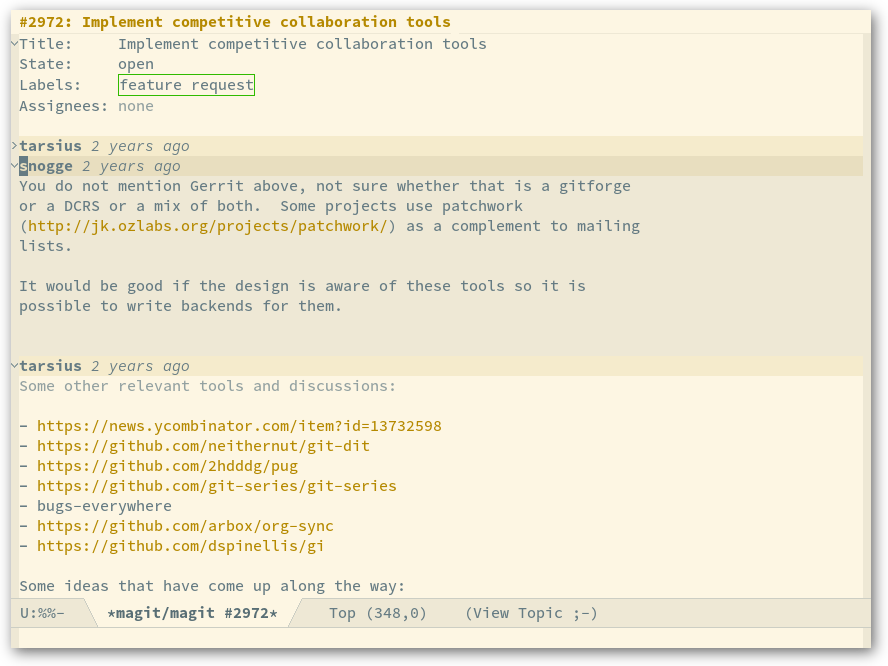 #2972: Implement competitive collaboration tools
Title: Implement competitive collaboration tools
State: open
Labels: feature request
Assignees: none
tarsius 2 years ago
snogge 2 years ago
You do not mention Gerrit above, not sure whether that is a gitforge
or a DCRS or a mix of both.  Some projects use patchwork
(http://jk.ozlabs.org/projects/patchwork/) as a complement to mailing
lists.
It would be good if the design is aware of these tools so it is
possible to write backends for them.
tarsius 2 years ago
Some other relevant tools and discussions:
- https://news.ycombinator.com/item?id=13732598
- https://github.com/neithernut/git-dit
- https://github.com/2hdddg/pug
- https://github.com/git-series/git-series
- bugs-everywhere
- https://github.com/arbox/org-sync
- https://github.com/dspinellis/gi
Some ideas that have come up along the way:
U:%%- *magit/magit #2972* Top (348,0) (View Topic ;-)